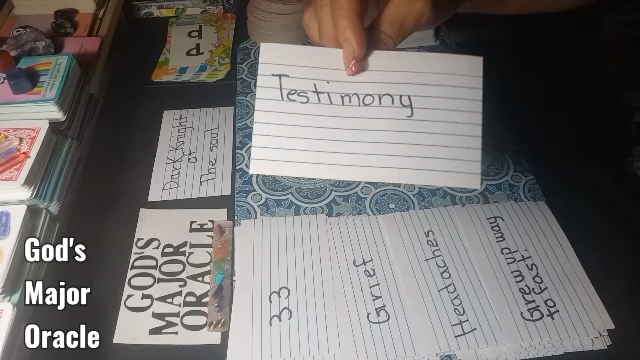 Testimony
Dark Knight
of
The soul
GOD'S
MAJOR
ORACLE
33
Grief
Headaches
Grew up way
to fast.
God's
Major
Oracle